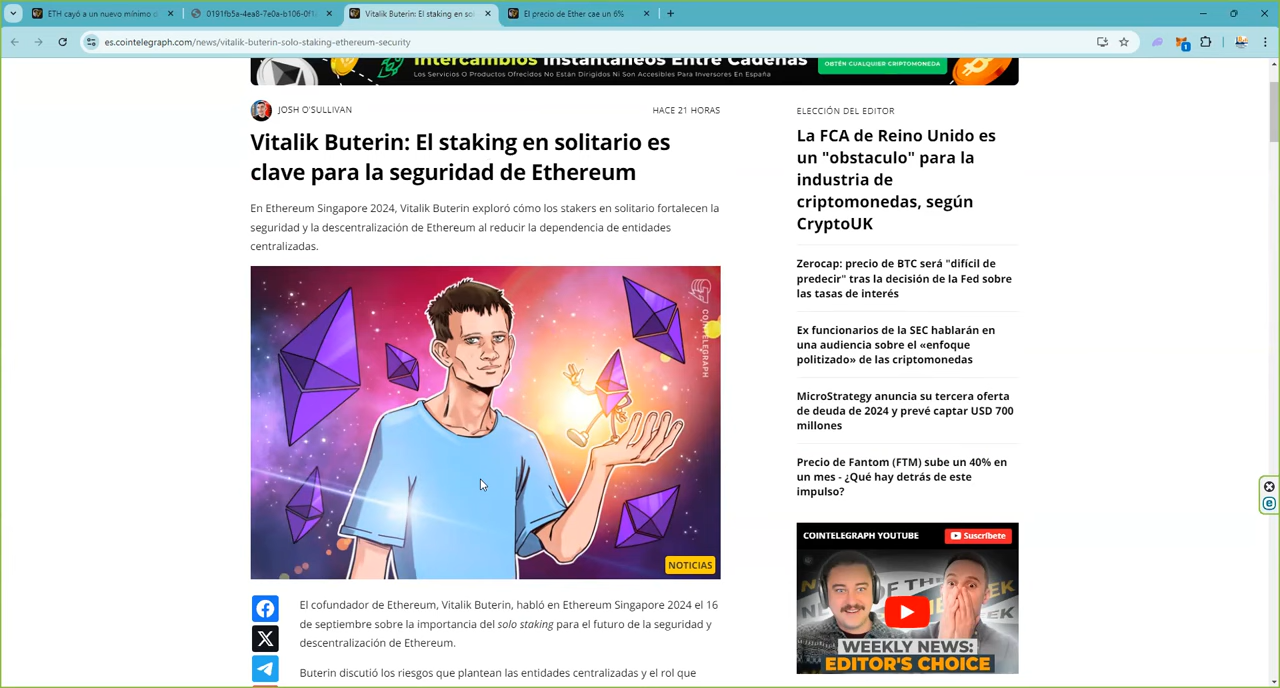 ETH cayó a un nuevo mínimo d
0191fb5a-4ea8-7e0a-b106-0f1
Vitalik Buterin: El staking en so
El precio de Ether cae un 6%
es.cointelegraph.com/news/vitalik-buterin-solo-staking-ethereum-security
1
Intercambios Instantáneos Entre Cadenas
Los Servicios O Productos Ofrecidos No Están Dirigidos Ni Son Accesibles Para Inversores En España
OBTÉN CUALQUIER CRIPTOMONEDA
JOSH O'SULLIVAN
HACE 21 HORAS
Vitalik Buterin: El staking en solitario es
clave para la seguridad de Ethereum
En Ethereum Singapore 2024, Vitalik Buterin exploró cómo los stakers en solitario fortalecen la
seguridad y la descentralización de Ethereum al reducir la dependencia de entidades
centralizadas.
COINTELEGRAPH
NOTICIAS
El cofundador de Ethereum, Vitalik Buterin, habló en Ethereum Singapore 2024 el 16
de septiembre sobre la importancia del solo staking para el futuro de la seguridad y
descentralización de Ethereum.
Buterin discutió los riesgos que plantean las entidades centralizadas y el rol que
ELECCIÓN DEL EDITOR
La FCA de Reino Unido es
un "obstaculo" para la
industria de
criptomonedas, según
CryptoUK
Zerocap: precio de BTC será "difícil de
predecir" tras la decisión de la Fed sobre
las tasas de interés
Ex funcionarios de la SEC hablarán en
una audiencia sobre el «enfoque
politizado» de las criptomonedas
MicroStrategy anuncia su tercera oferta
de deuda de 2024 y prevé captar USD 700
millones
Precio de Fantom (FTM) sube un 40% en
un mes - ¿Qué hay detrás de este
impulso?
COINTELEGRAPH YOUTUBE
Suscríbete
WEEKLY NEWS:
EDITOR'S CHOICE